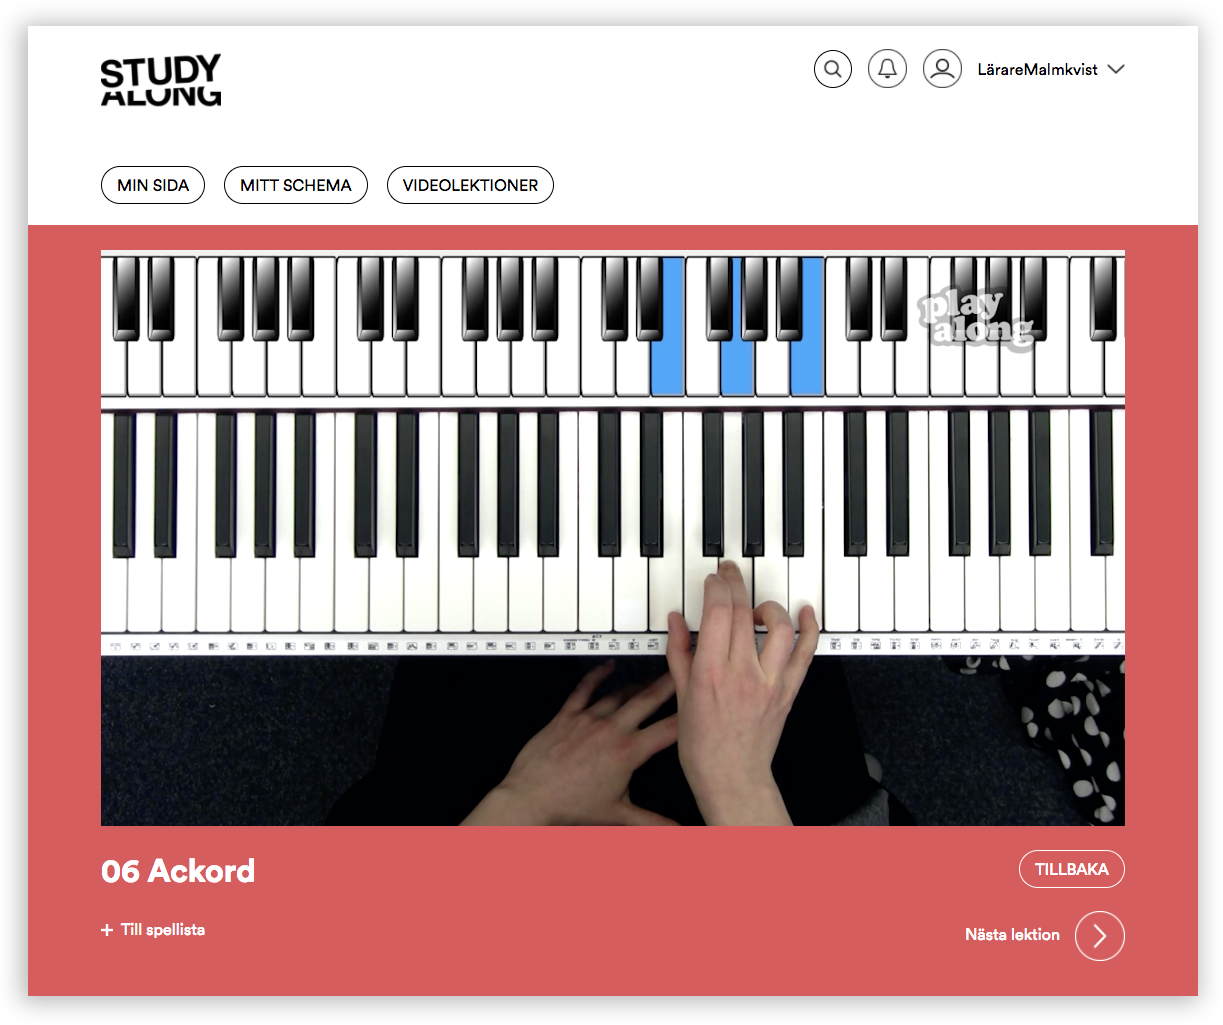 STUDY
ALONG
LärareMalmkvist
MIN SIDA
MITT SCHEMA
VIDEOLEKTIONER
play
along
06 Ackord
TILLBAKA
+ Till spellista
Nästa lektion